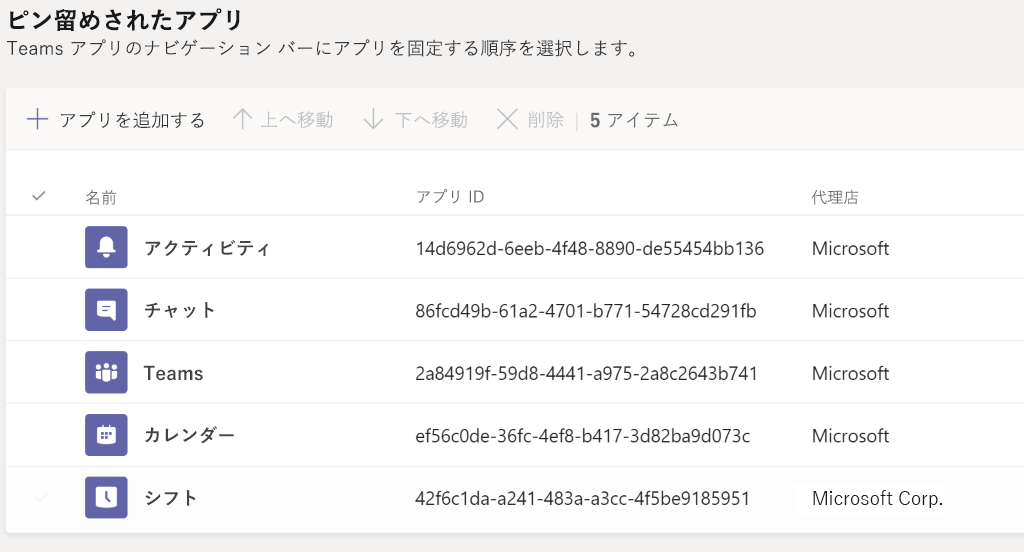 ピン留めされたアプリ
Teams アプリのナビゲーション バーにアプリを固定する順序を選択します。
アプリを追加する 上へ移動 下へ移動 削除 | 5 アイテム
名前 アプリ ID 代理店
アクティビティ 14d6962d-6eeb-4f48-8890-de55454bb136 Microsoft
チャット 86fcd49b-61a2-4701-b771-54728cd291fb Microsoft
Teams 2a84919f-59d8-4441-a975-2a8c2643b741 Microsoft
カレンダー ef56c0de-36fc-4ef8-b417-3d82ba9d073c Microsoft
シフト 42f6c1da-a241-483a-a3cc-4f5be9185951 Microsoft Corp.